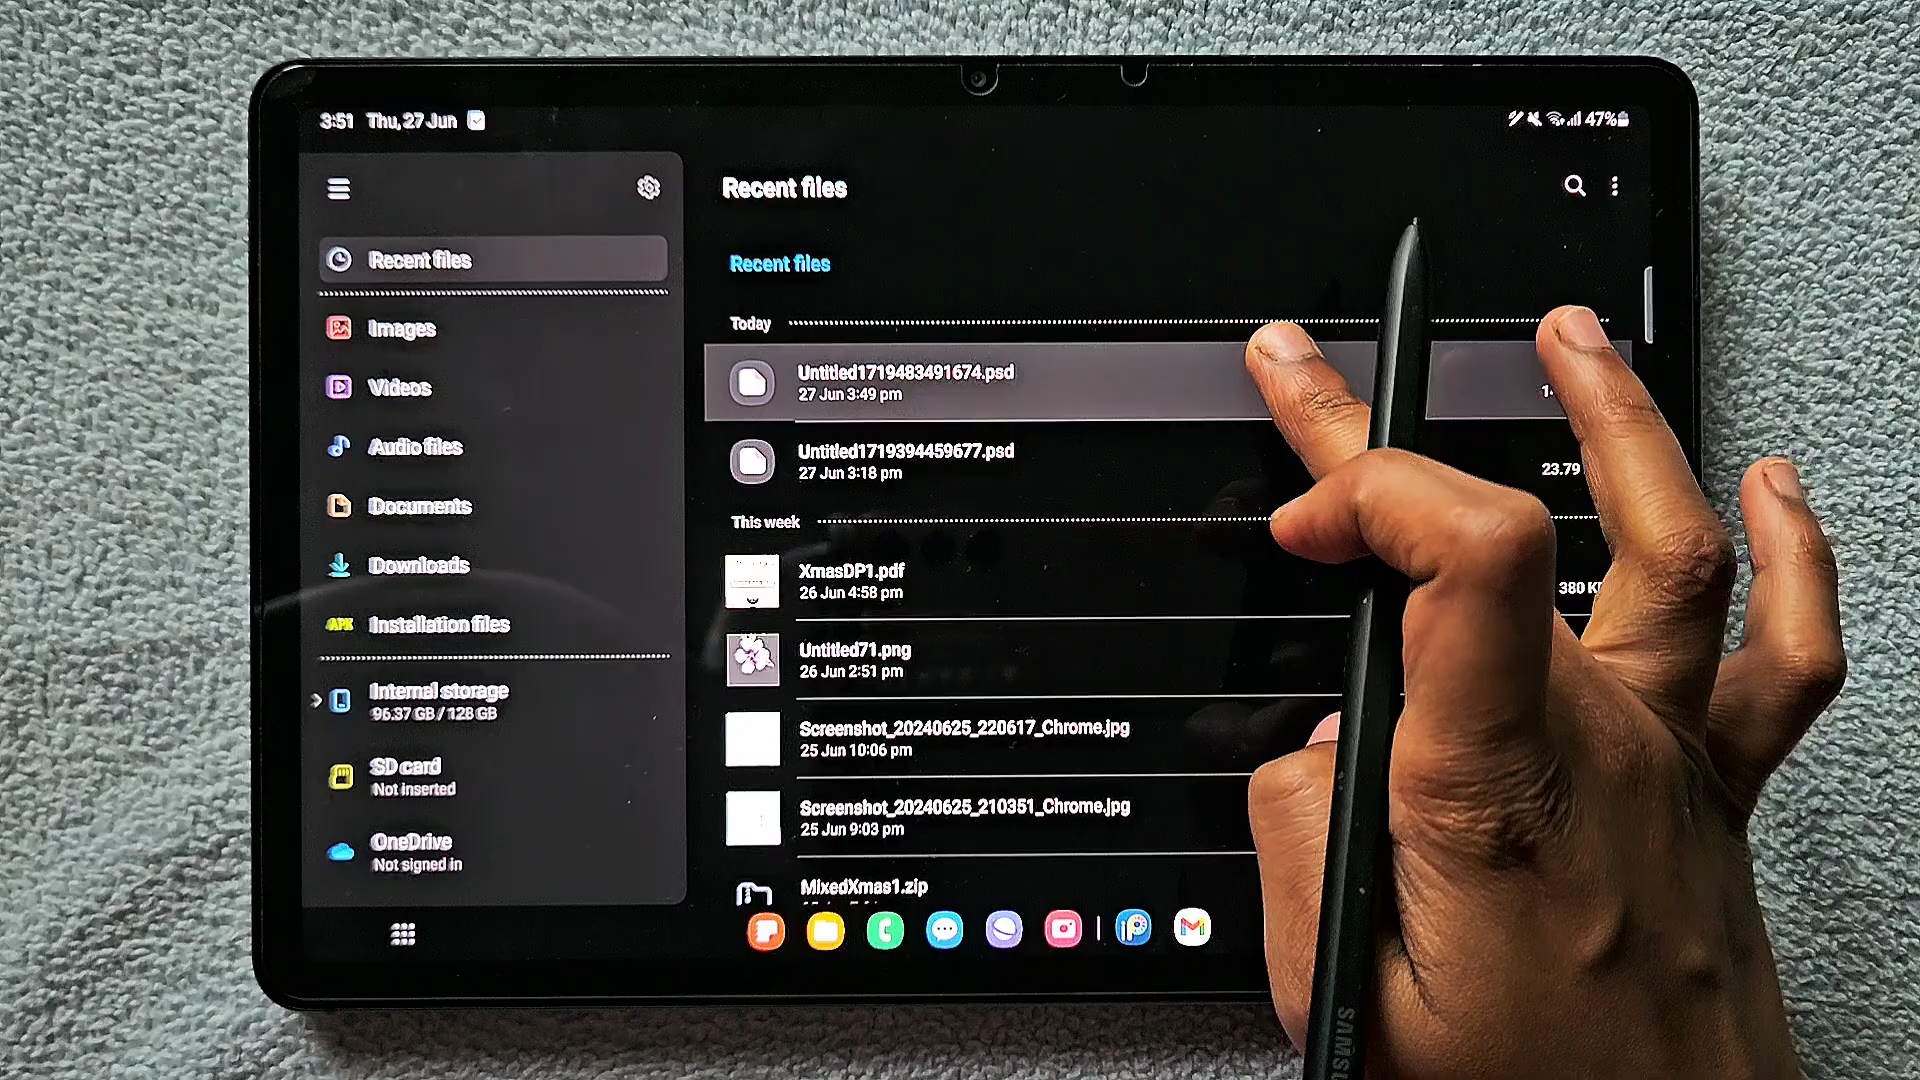 3:51 Thu, 27 Jun
47%
Recent files
Images
Videos
Audio files
Documents
Downloads
APK Installation files
Internal storage
96.37 GB / 128 GB
SD card
Not inserted
OneDrive
Not signed in
Recent files
Recent files
Today
Untitled1719483491674.psd
27 Jun 3:49 pm
Untitled1719394459677.psd
27 Jun 3:18 pm
23.79
This week
XmasDP1.pdf
26 Jun 4:58 pm
380
Untitled71.png
26 Jun 2:51 pm
Screenshot_20240625_220617_Chrome.jpg
25 Jun 10:06 pm
Screenshot_20240625_210351_Chrome.jpg
25 Jun 9:03 pm
MixedXmas1.zip
SAMSU